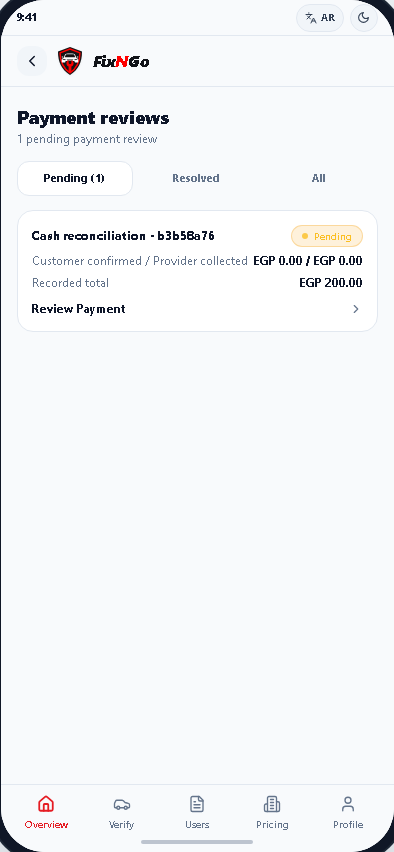 9:41
AR
FixNGo
Payment reviews
1 pending payment review
Pending (1) Resolved All
Cash reconciliation - b3b58a76 Pending
Customer confirmed / Provider collected EGP 0.00 / EGP 0.00
Recorded total EGP 200.00
Review Payment
Overview Verify Users Pricing Profile